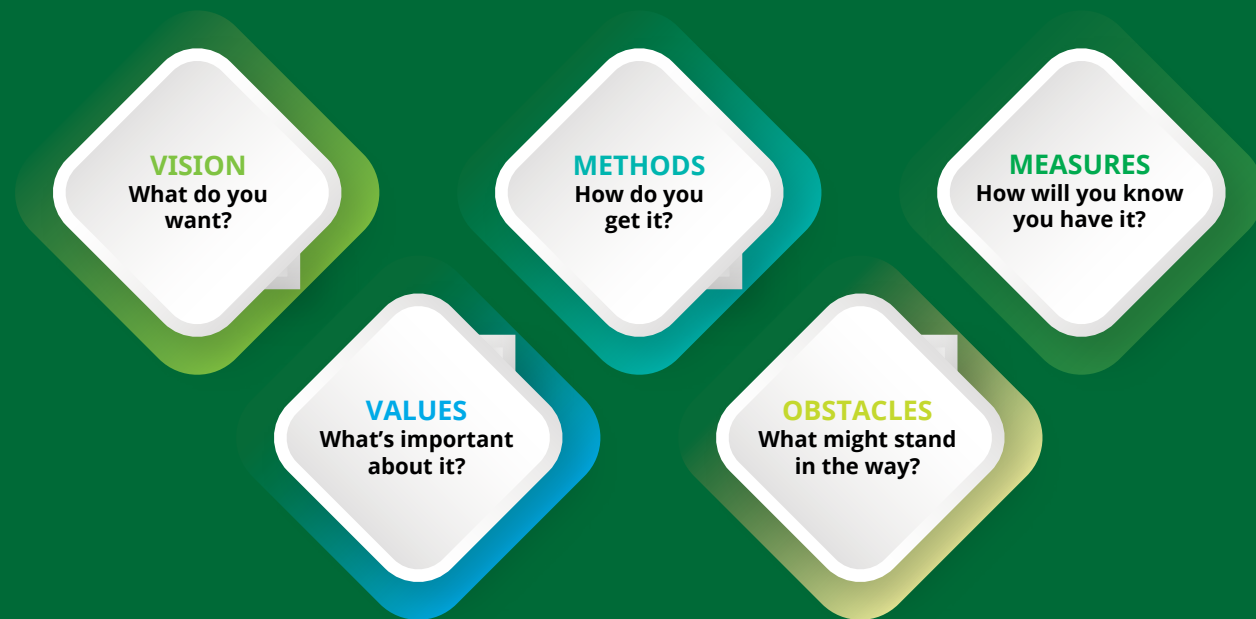 VISION
What do you
want?
VALUES
What’s important
about it?
METHODS
How do you
get it?
OBSTACLES
What might stand
in the way?
MEASURES
How will you know
you have it?